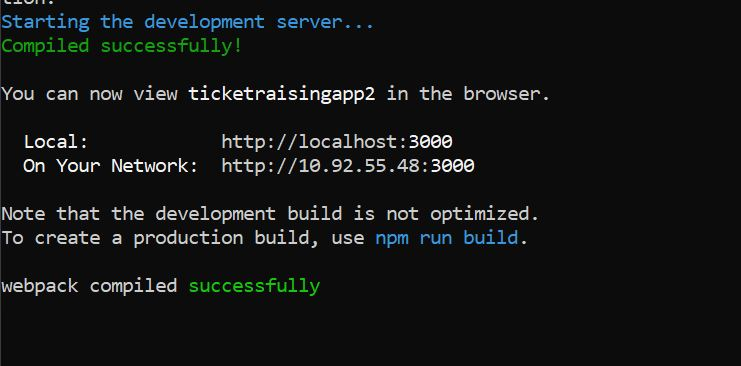 tion.
Starting the development server...
Compiled successfully!
You can now view ticketraisingapp2 in the browser.
Local: http://localhost:3000
On Your Network: http://10.92.55.48:3000
Note that the development build is not optimized.
To create a production build, use npm run build.
webpack compiled successfully